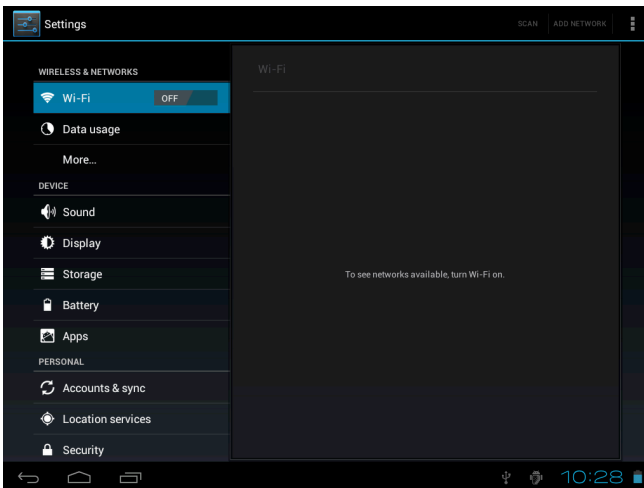 Settings
SCAN
ADD NETWORK
WIRELESS & NETWORKS
Wi-Fi
OFF
Data usage
More...
DEVICE
Sound
Display
Storage
Battery
Apps
PERSONAL
Accounts & sync
Location services
Security
Wi-Fi
To see networks available, turn Wi-Fi on.
10:28